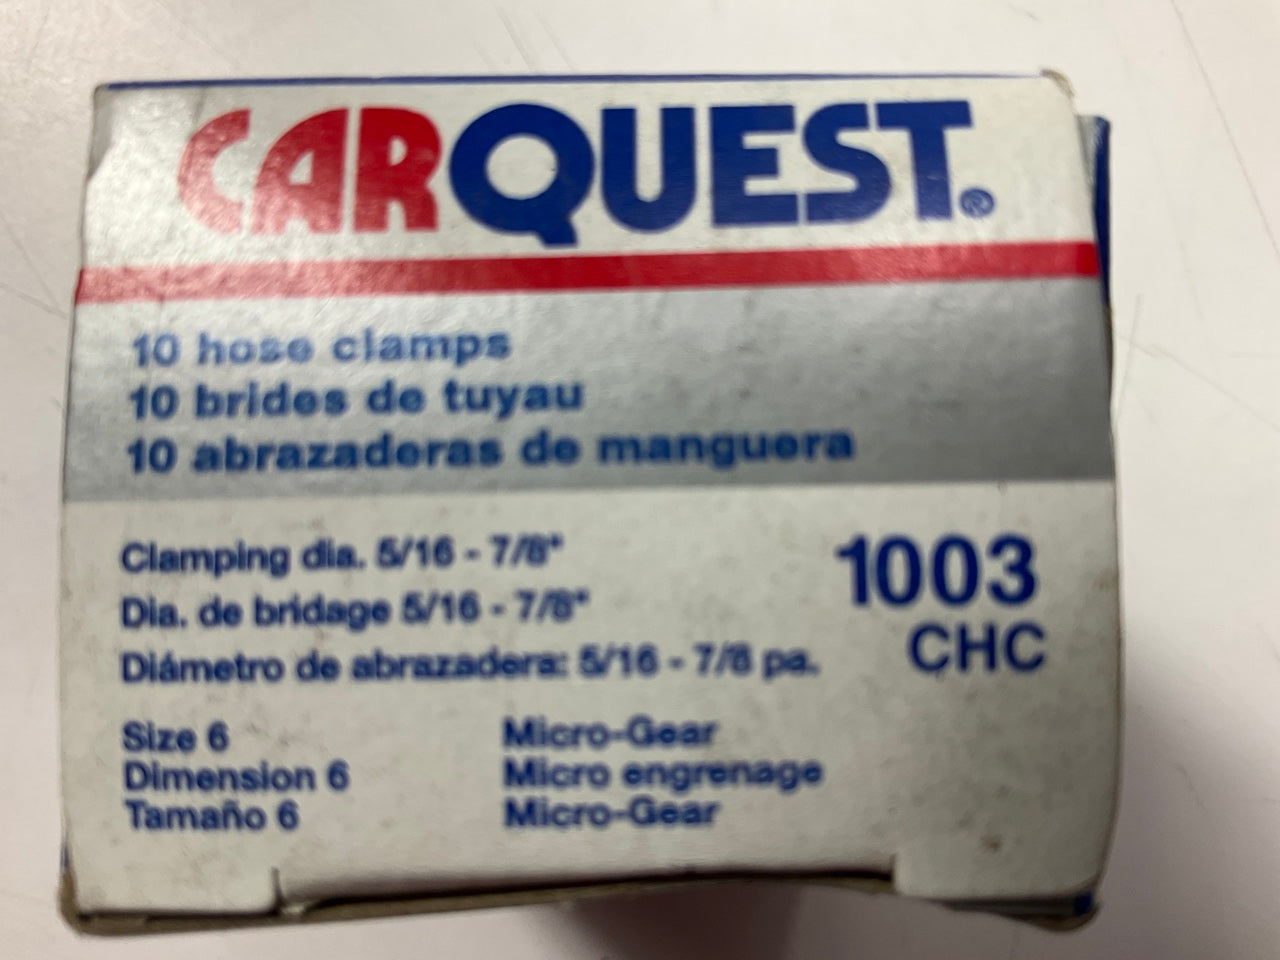 CARQUEST®
10 hose clamps
10 brides de tuyau
10 abrazaderas de manguera
Clamping dia. 5/16 - 7/8"
Dia. de bridage 5/16 - 7/8"
Diámetro de abrazadera: 5/16 - 7/8 pa.
1003
CHC
Size 6
Dimension 6
Tamaño 6
Micro-Gear
Micro engrenage
Micro-Gear